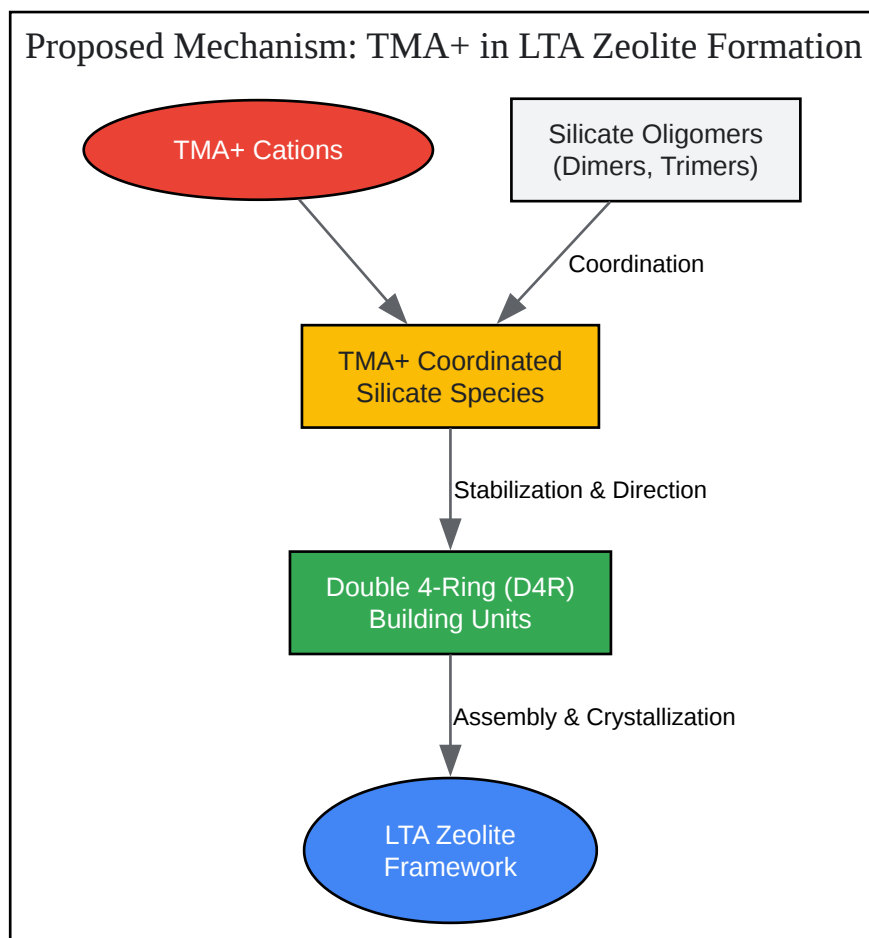 Proposed Mechanism: TMA+ in LTA Zeolite Formation
TMA+ Cations
Silicate Oligomers
(Dimers, Trimers)
Coordination
TMA+ Coordinated
Silicate Species
Stabilization & Direction
Double 4-Ring (D4R)
Building Units
Assembly & Crystallization
LTA Zeolite
Framework